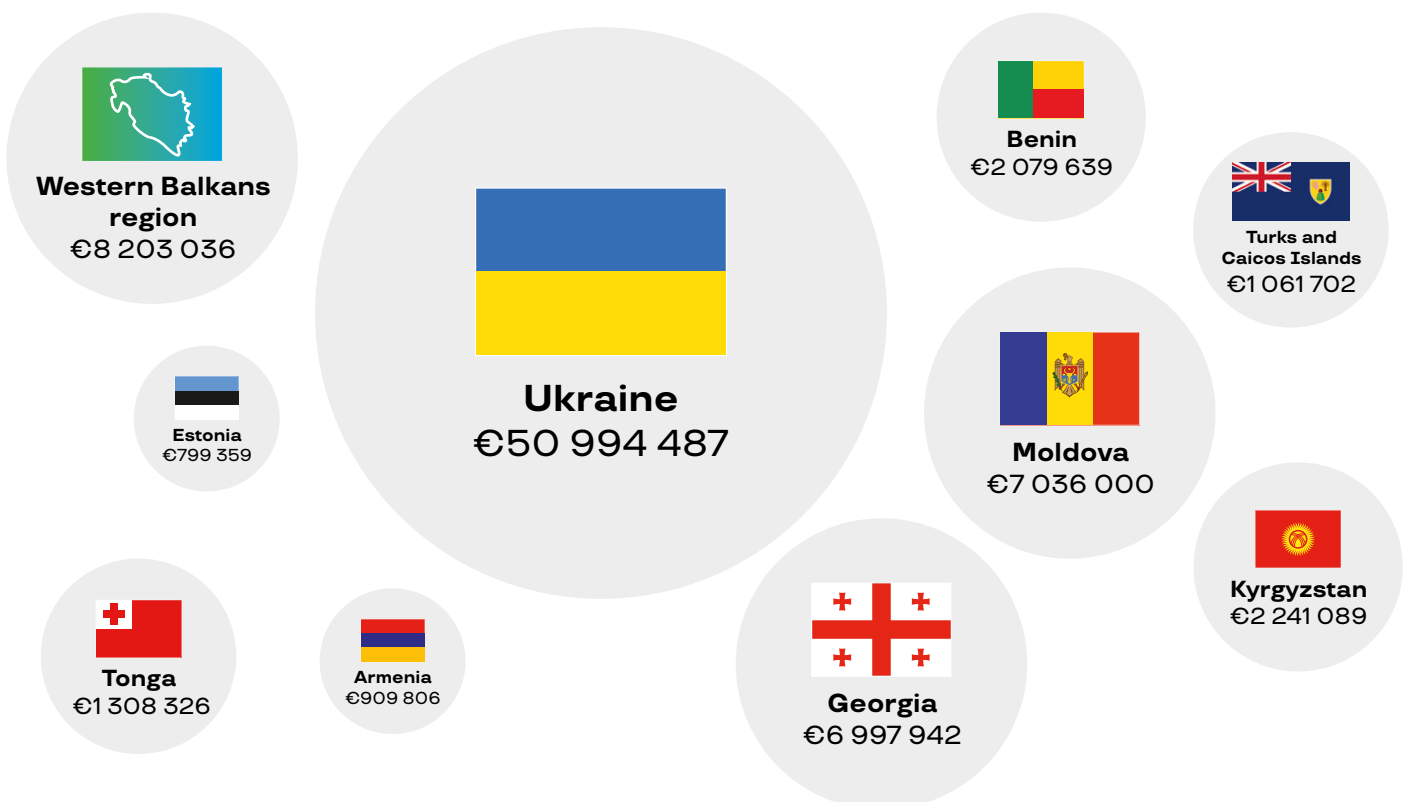 Western Balkans
region
€8 203 036
Ukraine
€50 994 487
Benin
€2 079 639
Turks and
Caicos Islands
€1 061 702
Estonia
€799 359
Moldova
€7 036 000
Kyrgyzstan
€2 241 089
Tonga
€1 308 326
Armenia
€909 806
Georgia
€6 997 942